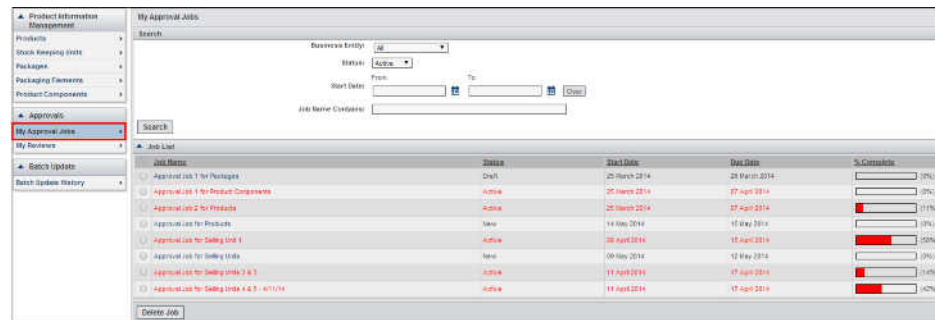 Product Information Management
Products
Stock Keeping Units
Packages
Packaging Elements
Product Components
Approvals
My Approval Jobs
My Reviews
Batch Update
Batch Update History
My Approval Jobs
Search
Business Entity: All
Status: Active
From: To:
Start Date: Clear
Job Name Contains:
Search
Job List
Job Name Status Start Date Due Date % Complete
Approval Job 1 for Packages Draft 25 March 2014 28 March 2014 (0%)
Approval Job 1 for Product Components Active 25 March 2014 07 April 2014 (0%)
Approval Job 2 for Products Active 25 March 2014 07 April 2014 (11%
Approval Job for Products New 14 May 2014 15 May 2014 (0%)
Approval Job for Selling Unit 1 Active 08 April 2014 15 April 2014 (50%
Approval Job for Selling Units New 09 May 2014 12 May 2014 (0%)
Approval Job for Selling Units 2 & 3 Active 11 April 2014 17 April 2014 (14%
Approval Job for Selling Units 4 & 5 - 4/11/14 Active 11 April 2014 17 April 2014 (42%
Delete Job